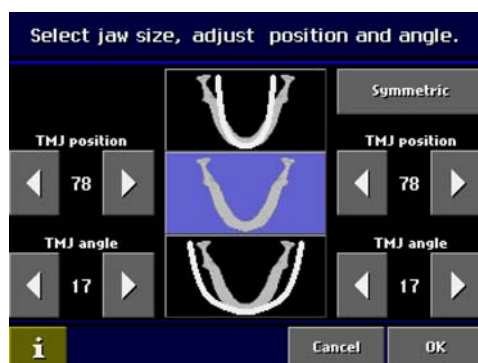 Select jaw size, adjust position and angle.
Symmetric
TMJ position
TMJ position
78
78
TMJ angle
TMJ angle
17
17
i
Cancel
OK